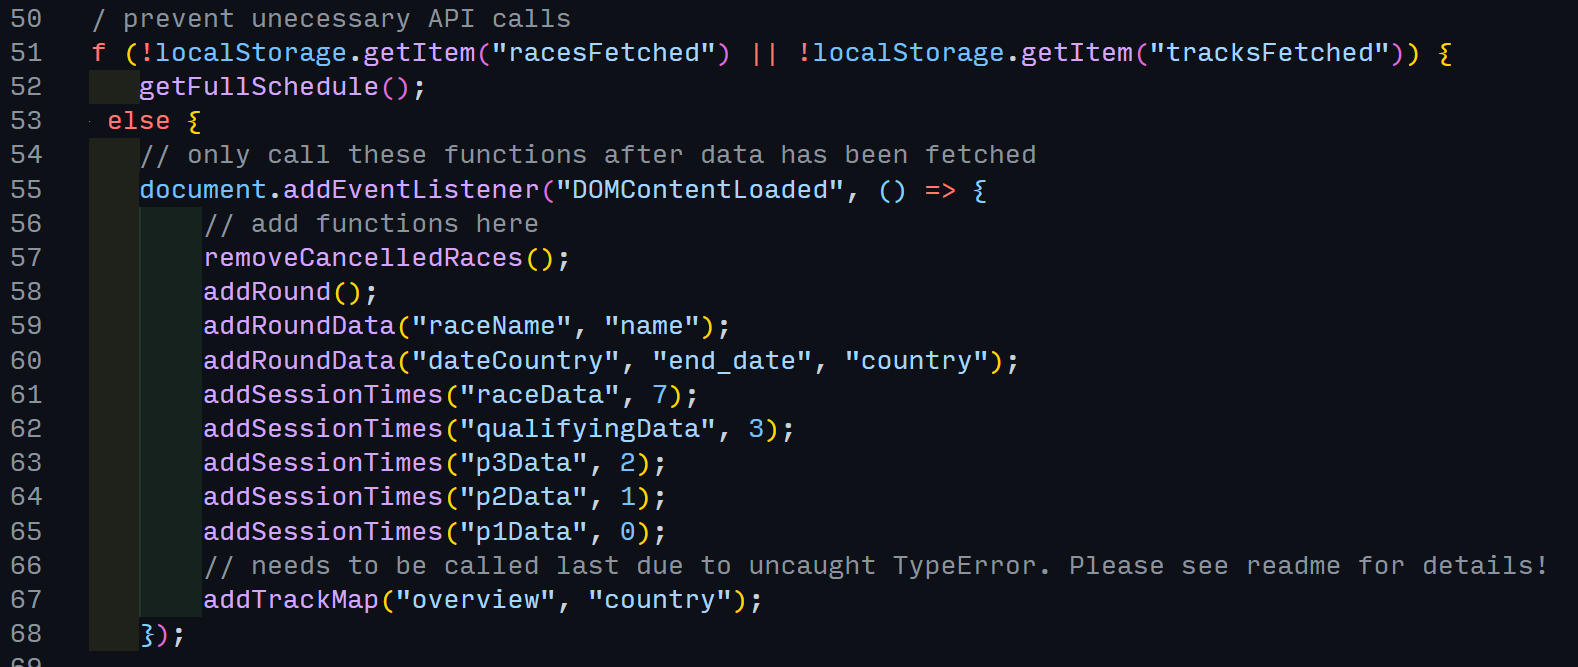 50 / prevent unecessary API calls
51 f (!localStorage.getItem("racesFetched") || !localStorage.getItem("tracksFetched")) {
52 getFullSchedule();
53 else {
54 // only call these functions after data has been fetched
55 document.addEventListener("DOMContentLoaded", () => {
56 // add functions here
57 removeCancelledRaces();
58 addRound();
59 addRoundData("raceName", "name");
60 addRoundData("dateCountry", "end_date", "country");
61 addSessionTimes("raceData", 7);
62 addSessionTimes("qualifyingData", 3);
63 addSessionTimes("p3Data", 2);
64 addSessionTimes("p2Data", 1);
65 addSessionTimes("p1Data", 0);
66 // needs to be called last due to uncaught TypeError. Please see readme for details!
67 addTrackMap("overview", "country");
68 });
69